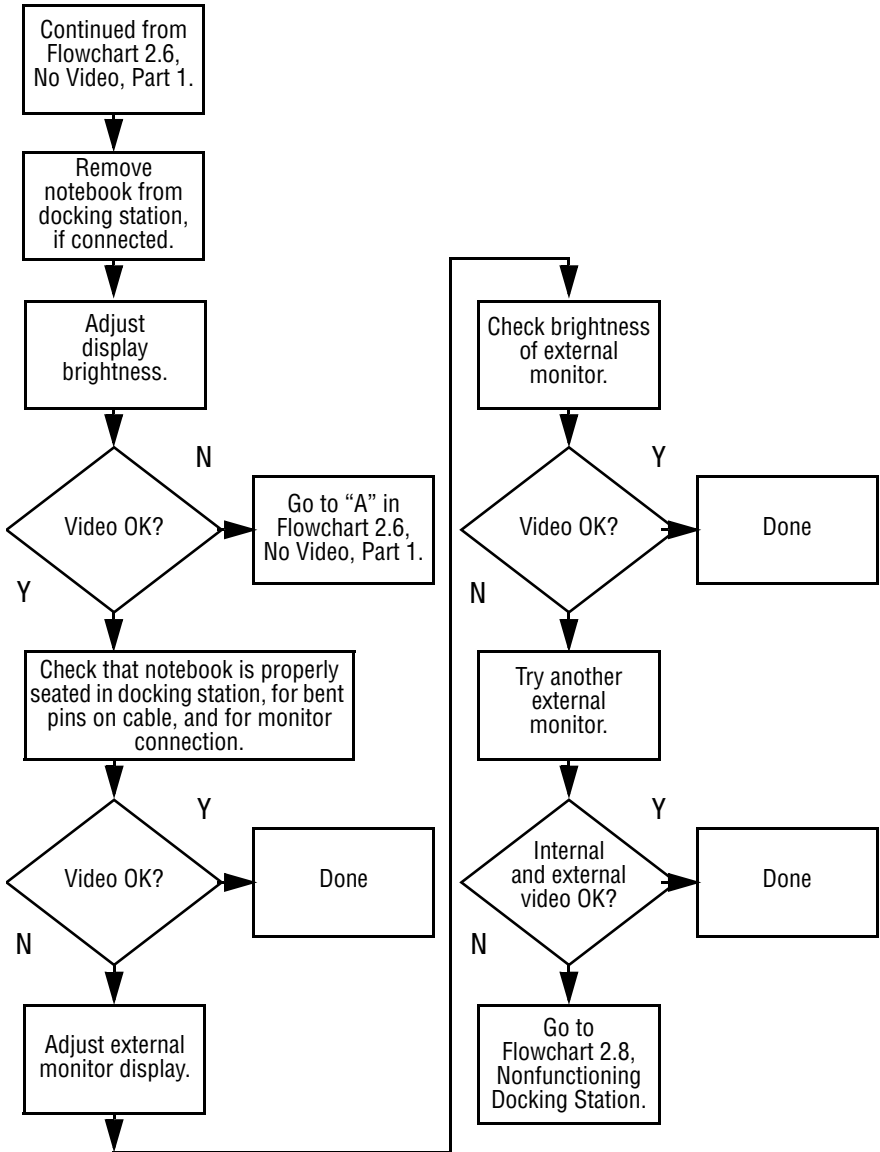 Continued from
Flowchart 2.6,
No Video, Part 1.
Remove
notebook from
docking station,
if connected.
Adjust
display
brightness.
Video OK?
N
Y
Go to “A” in
Flowchart 2.6,
No Video, Part 1.
Check that notebook is properly
seated in docking station, for bent
pins on cable, and for monitor
connection.
Video OK?
Y
N
Done
Adjust external
monitor display.
Check brightness
of external
monitor.
Video OK?
Y
N
Done
Try another
external
monitor.
Internal
and external
video OK?
Y
N
Done
Go to
Flowchart 2.8,
Nonfunctioning
Docking Station.